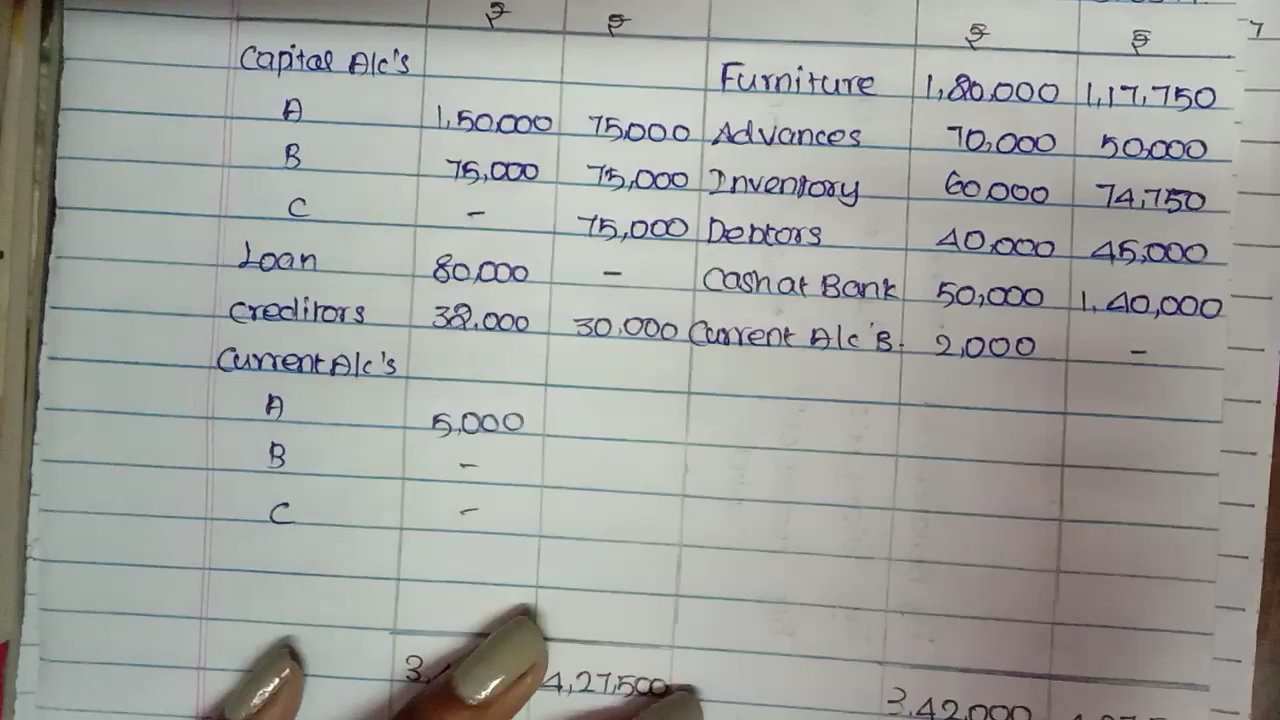 ₹ ₹ ₹ ₹
Capital A/c's Furniture 1,20,000 1,17,750
A 1,50,000 75,000 Advances 70,000 50,000
B 75,000 75,000 Inventory 60,000 74,750
C - 75,000 Debtors 40,000 45,000
Loan 80,000 - Cash at Bank 50,000 1,40,000
Creditors 32,000 30,000 Current A/c B. 2,000 -
Current A/c's
A 5,000
B -
C -
3, 4,27,500 3,42,000